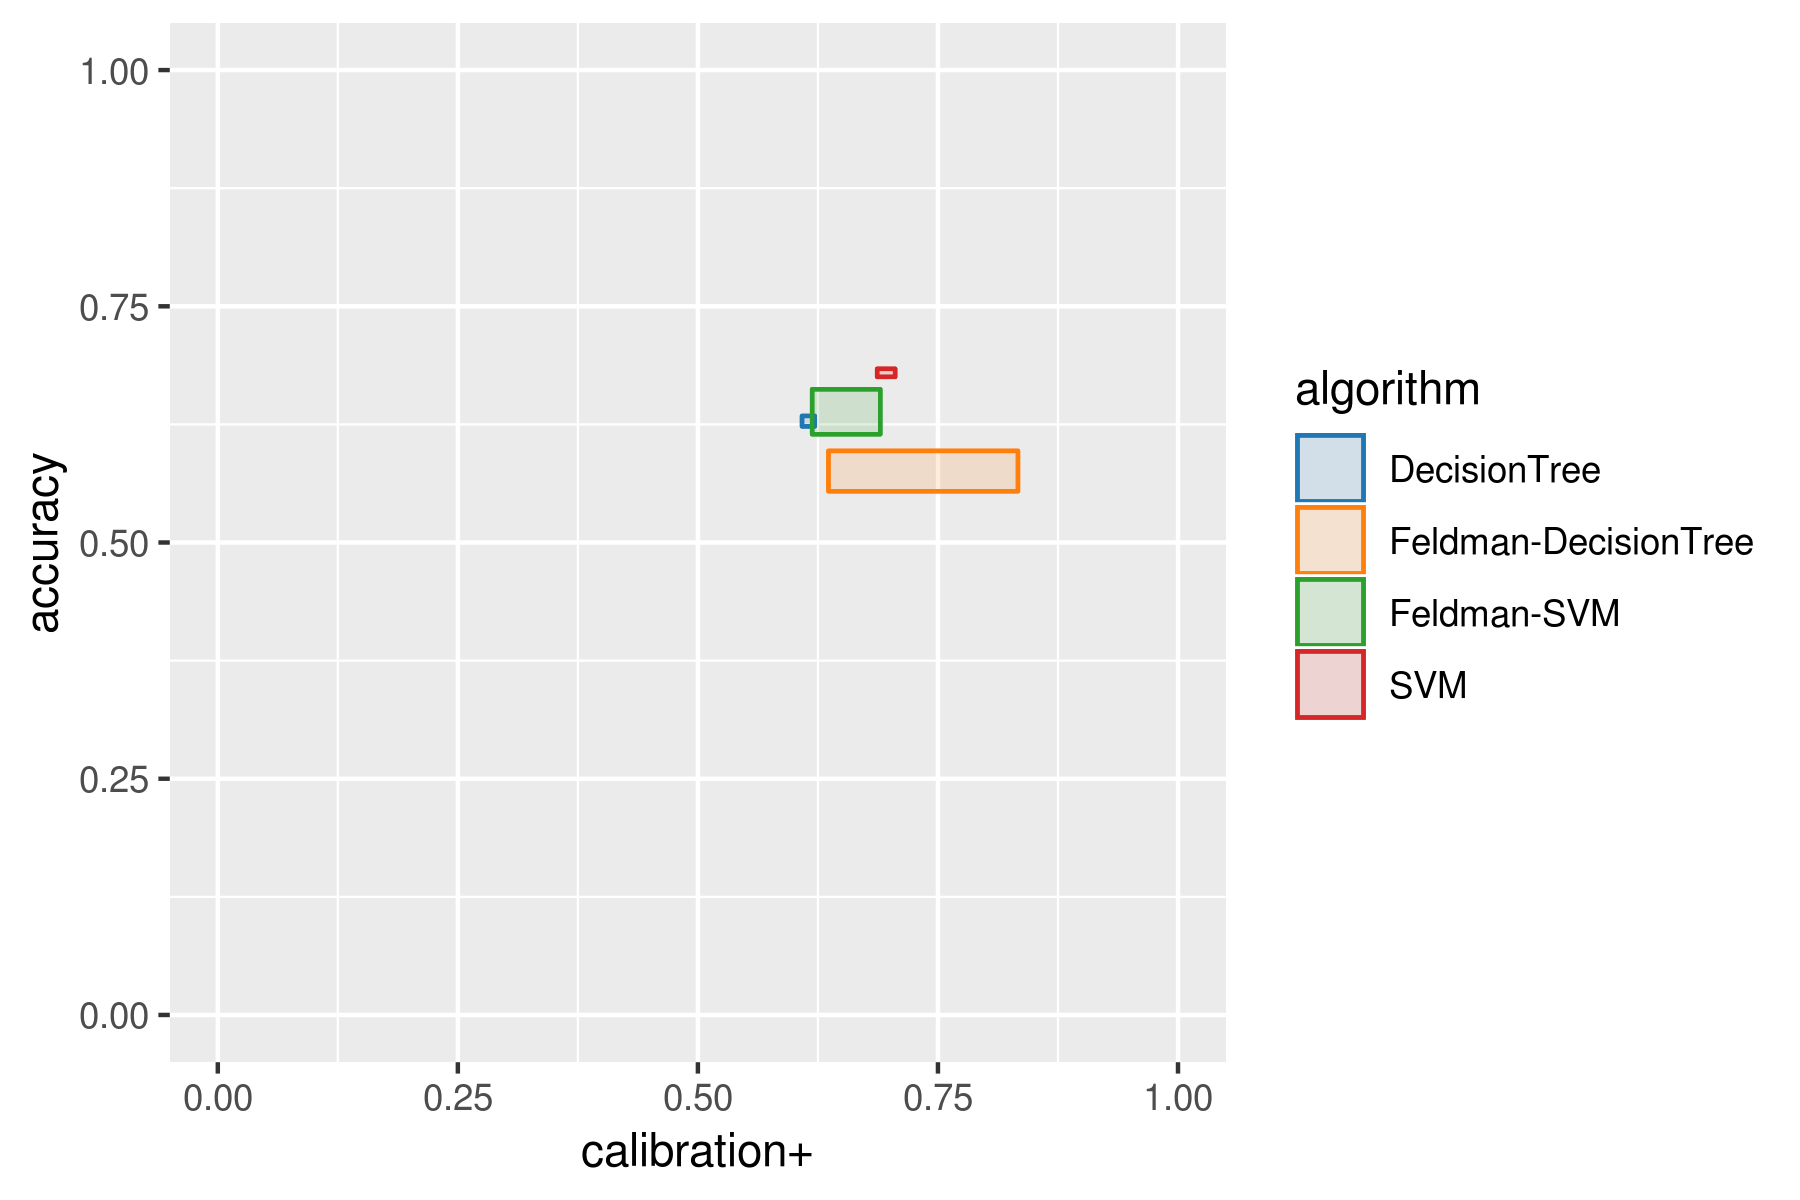 1.00
0.75
0.50
0.25
0.00
accuracy
0.00 0.25 0.50 0.75 1.00
calibration+
algorithm
DecisionTree
Feldman-DecisionTree
Feldman-SVM
SVM